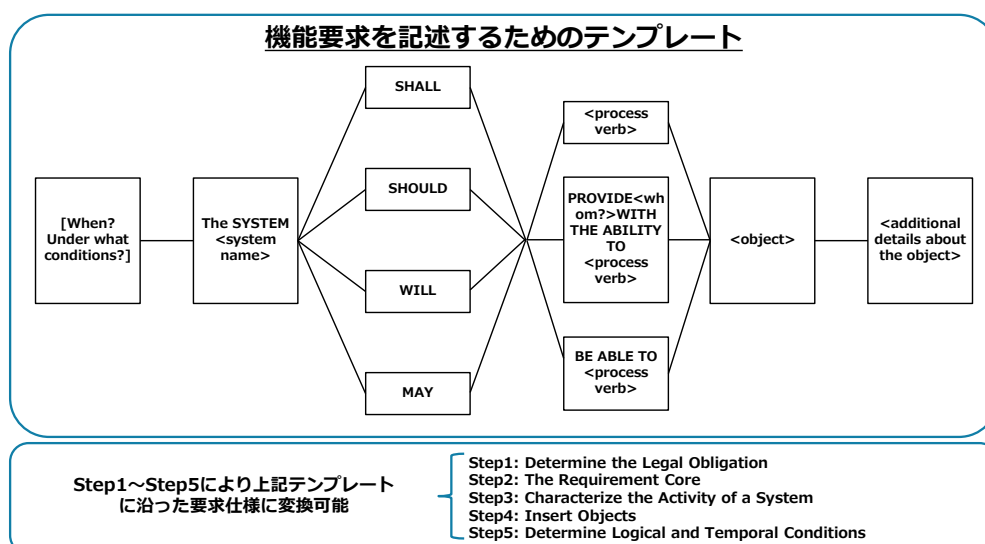 機能要求を記述するためのテンプレート
[When?
Under what
conditions?]
The SYSTEM
<system
name>
SHALL
SHOULD
WILL
MAY
<process
verb>
PROVIDE<wh
om?>WITH
THE ABILITY
TO
<process
verb>
BE ABLE TO
<process
verb>
<object>
<additional
details about
the object>
Step1~Step5により上記テンプレート
に沿った要求仕様に変換可能
Step1: Determine the Legal Obligation
Step2: The Requirement Core
Step3: Characterize the Activity of a System
Step4: Insert Objects
Step5: Determine Logical and Temporal Conditions